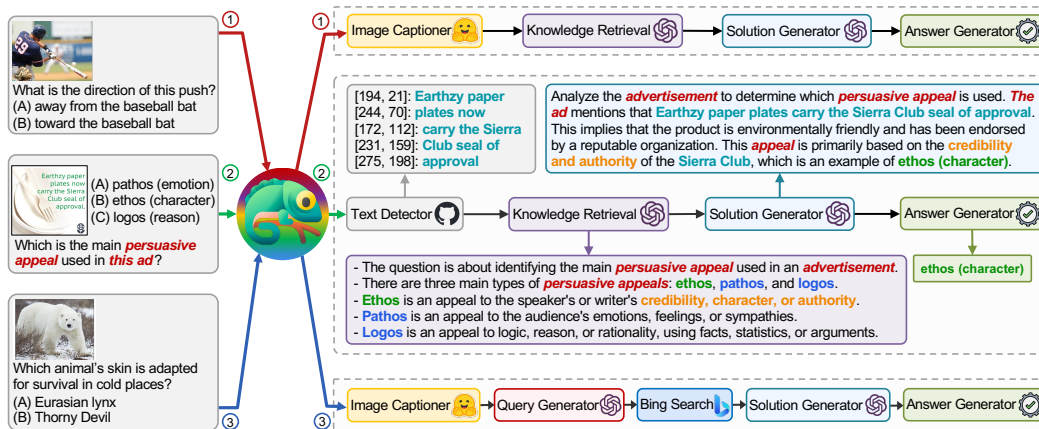 29
What is the direction of this push?
(A) away from the baseball bat
(B) toward the baseball bat
Earthzy paper
plates now
carry the Sierra
Club seal of
approval.
(A) pathos (emotion)
(B) ethos (character)
(C) logos (reason)
Which is the main persuasive
appeal used in this ad?
Which animal's skin is adapted
for survival in cold places?
(A) Eurasian lynx
(B) Thorny Devil
①
②
③
①
Image Captioner
Knowledge Retrieval
Solution Generator
Answer Generator
②
[194, 21]: Earthzy paper
[244, 70]: plates now
[172, 112]: carry the Sierra
[231, 159]: Club seal of
[275, 198]: approval
Analyze the advertisement to determine which persuasive appeal is used. The
ad mentions that Earthzy paper plates carry the Sierra Club seal of approval.
This implies that the product is environmentally friendly and has been endorsed
by a reputable organization. This appeal is primarily based on the credibility
and authority of the Sierra Club, which is an example of ethos (character).
Text Detector
Knowledge Retrieval
Solution Generator
Answer Generator
- The question is about identifying the main persuasive appeal used in an advertisement.
- There are three main types of persuasive appeals: ethos, pathos, and logos.
- Ethos is an appeal to the speaker's or writer's credibility, character, or authority.
- Pathos is an appeal to the audience's emotions, feelings, or sympathies.
- Logos is an appeal to logic, reason, or rationality, using facts, statistics, or arguments.
ethos (character)
③
Image Captioner
Query Generator
Bing Search
Solution Generator
Answer Generator